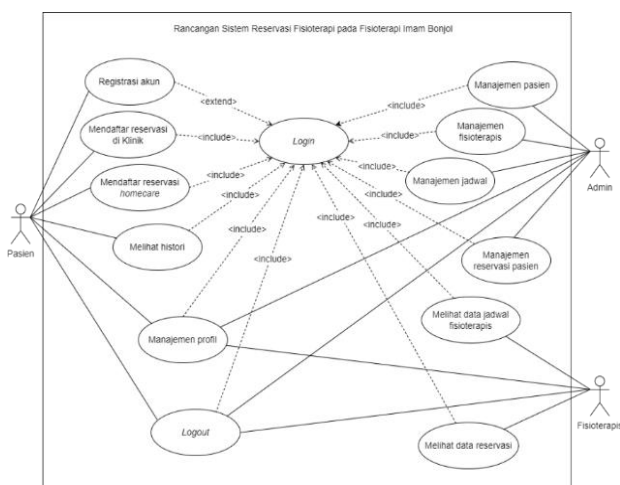 Rancangan Sistem Reservasi Fisioterapi pada Fisioterapi Imam Bonjol
Registrasi akun
<extend>
Mendaftar reservasi
di Klinik
<include>
Mendaftar reservasi
homecare
<include>
Melihat histori
<include>
Manajemen profil
<include>
Logout
<include>
Login
Manajemen pasien
<include>
Manajemen
fisioterapis
<include>
Manajemen jadwal
<include>
Manajemen
reservasi pasien
<include>
Melihat data jadwal
fisioterapis
<include>
Melihat data reservasi
<include>
Pasien
Admin
Fisioterapis